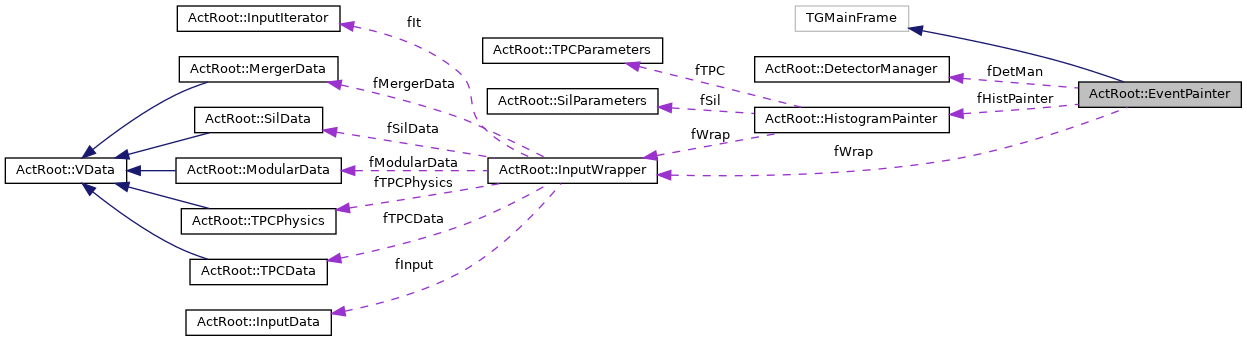 ActRoot::InputIterator
TGMainFrame
fIt
ActRoot::TPCParameters
ActRoot::MergerData
fMergerData
fTPC
ActRoot::DetectorManager
fDetMan
ActRoot::EventPainter
ActRoot::SilParameters
fSil
fHistPainter
ActRoot::SilData
fSilData
ActRoot::HistogramPainter
fWrap
fWrap
ActRoot::VData
ActRoot::ModularData
fModularData
ActRoot::InputWrapper
fTPCPhysics
ActRoot::TPCPhysics
fTPCData
ActRoot::TPCData
fInput
ActRoot::InputData